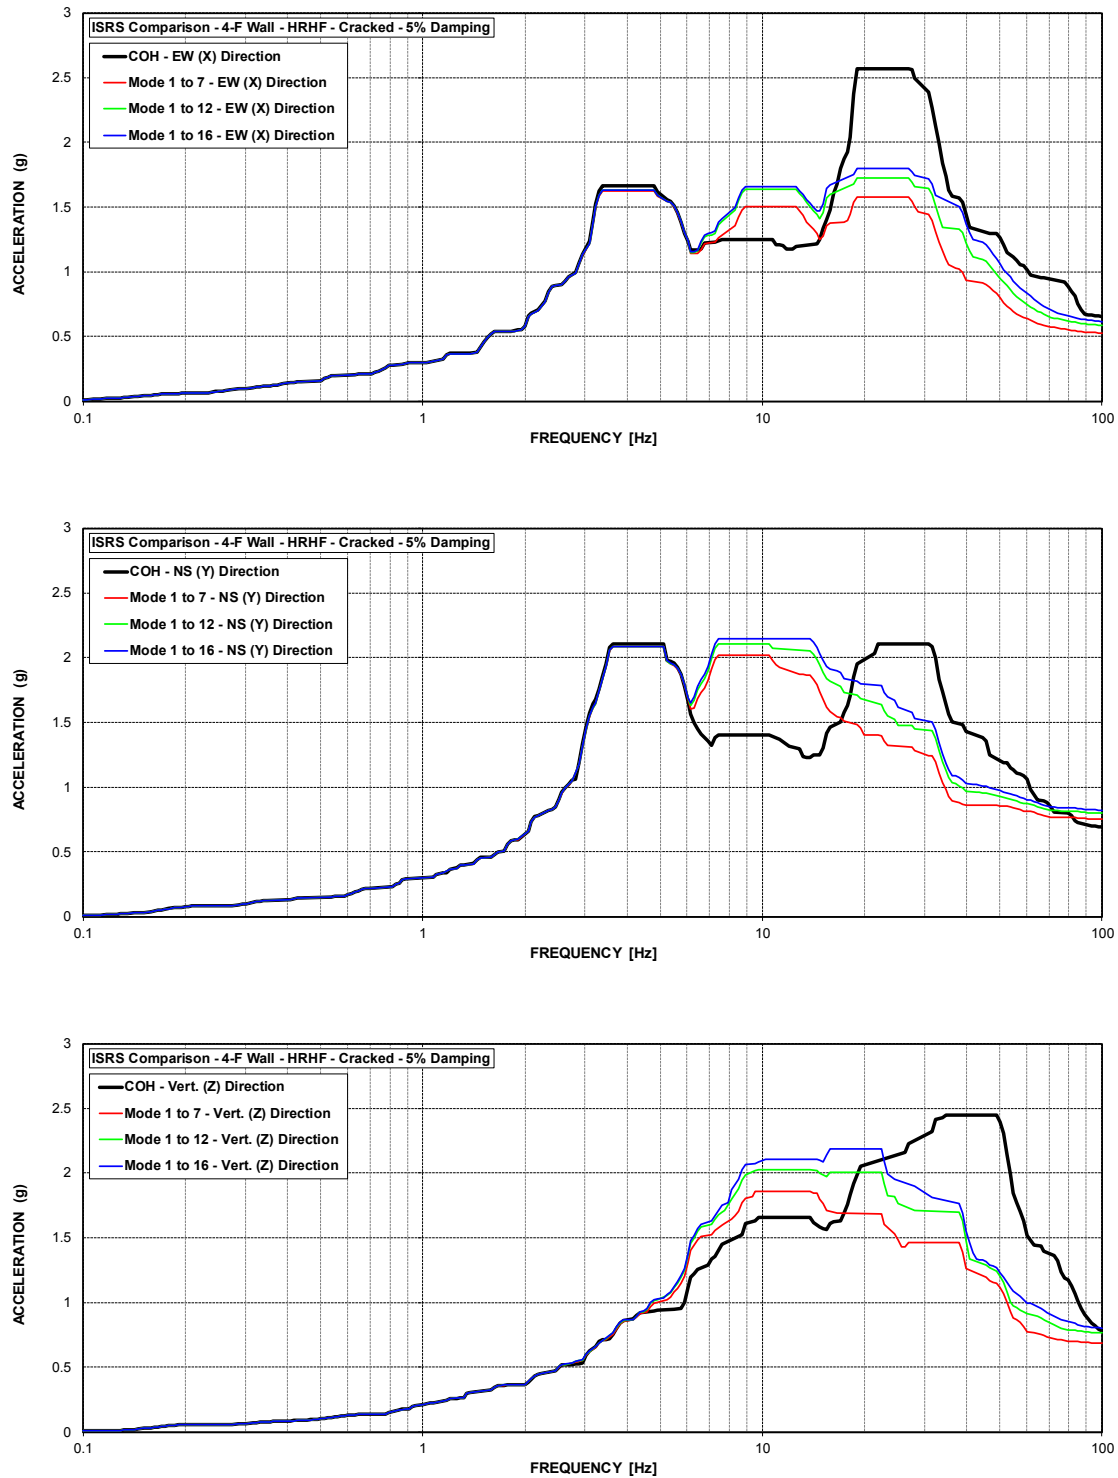 ISRS Comparison - 4-F Wall - HRHF - Cracked - 5% Damping
COH - EW (X) Direction
Mode 1 to 7 - EW (X) Direction
Mode 1 to 12 - EW (X) Direction
Mode 1 to 16 - EW (X) Direction
ACCELERATION (g)
3
2.5
2
1.5
1
0.5
0
0.1
1
10
100
FREQUENCY [Hz]
ISRS Comparison - 4-F Wall - HRHF - Cracked - 5% Damping
COH - NS (Y) Direction
Mode 1 to 7 - NS (Y) Direction
Mode 1 to 12 - NS (Y) Direction
Mode 1 to 16 - NS (Y) Direction
ACCELERATION (g)
3
2.5
2
1.5
1
0.5
0
0.1
1
10
100
FREQUENCY [Hz]
ISRS Comparison - 4-F Wall - HRHF - Cracked - 5% Damping
COH - Vert. (Z) Direction
Mode 1 to 7 - Vert. (Z) Direction
Mode 1 to 12 - Vert. (Z) Direction
Mode 1 to 16 - Vert. (Z) Direction
ACCELERATION (g)
3
2.5
2
1.5
1
0.5
0
0.1
1
10
100
FREQUENCY [Hz]